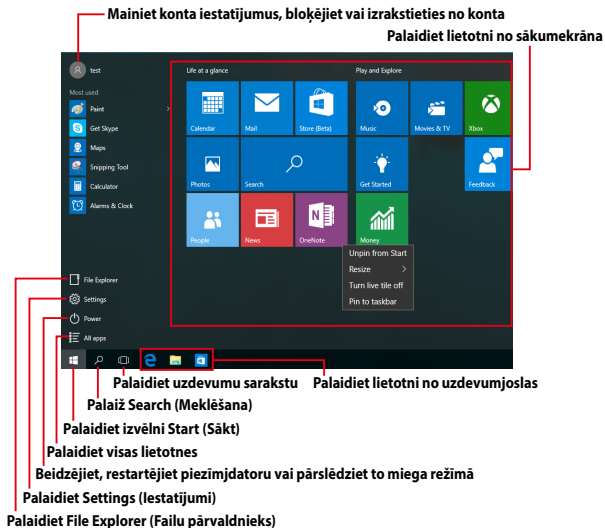 Mainiet konta iestatījumus, bloķējiet vai izrakstieties no konta
Palaidiet lietotni no sākumekrāna
test
Most used
Paint
Get Skype
Maps
Snipping Tool
Calculator
Alarms & Clock
File Explorer
Settings
Power
All apps
Life at a glance
Play and Explore
Calendar
Mail
Store (Beta)
Music
Movies & TV
Xbox
Photos
Search
Get Started
Feedback
People
News
OneNote
Money
Unpin from Start
Resize
Turn live tile off
Pin to taskbar
Palaidiet uzdevumu sarakstu
Palaidiet lietotni no uzdevumjoslas
Palaiž Search (Meklēšana)
Palaidiet izvēlni Start (Sākt)
Palaidiet visas lietotnes
Beidzējiet, restartējiet piezīmjdatoru vai pārslēdziet to miega režīmā
Palaidiet Settings (Iestatījumi)
Palaidiet File Explorer (Failu pārvaldnieks)